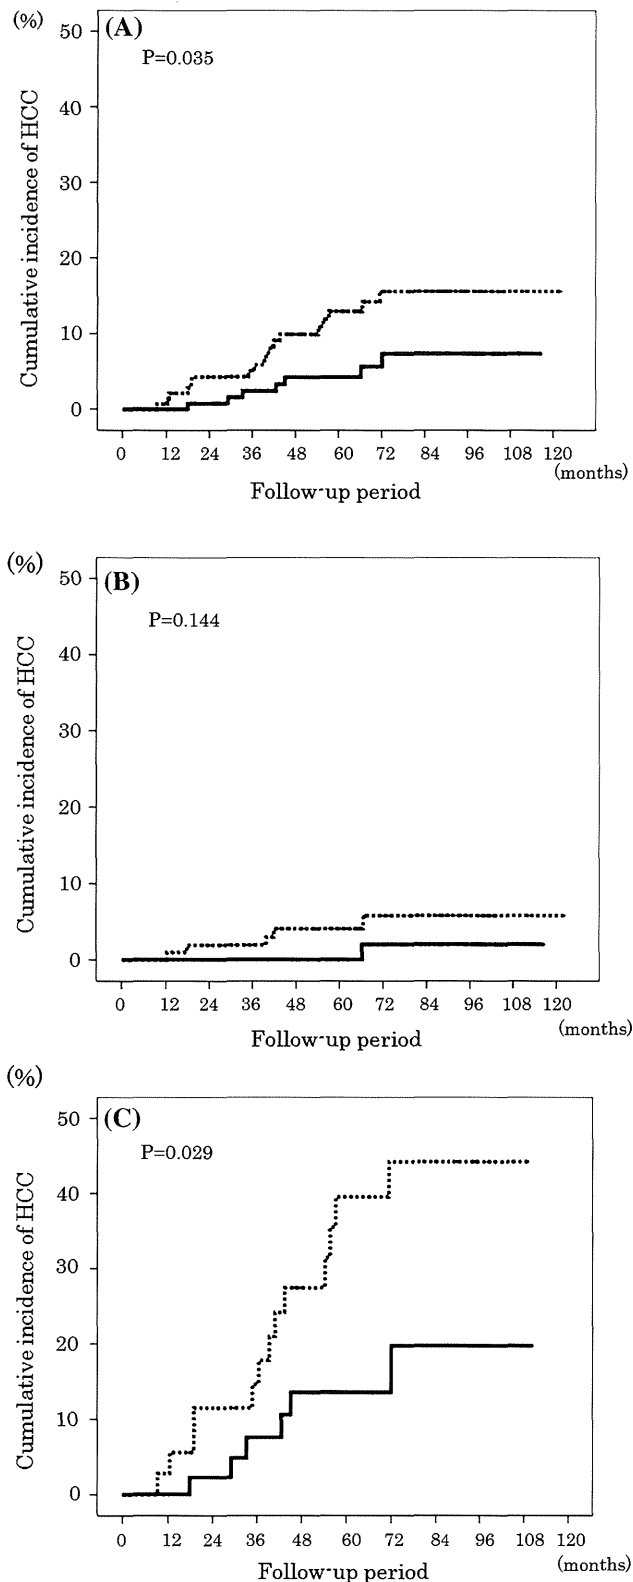 (%)
(A)
P=0.035
50
40
30
20
10
0
Cumulative incidence of HCC
0 12 24 36 48 60 72 84 96 108 120
(months)
Follow-up period
(%)
(B)
P=0.144
50
40
30
20
10
0
Cumulative incidence of HCC
0 12 24 36 48 60 72 84 96 108 120
(months)
Follow-up period
(%)
(C)
P=0.029
50
40
30
20
10
0
Cumulative incidence of HCC
0 12 24 36 48 60 72 84 96 108 120
(months)
Follow-up period